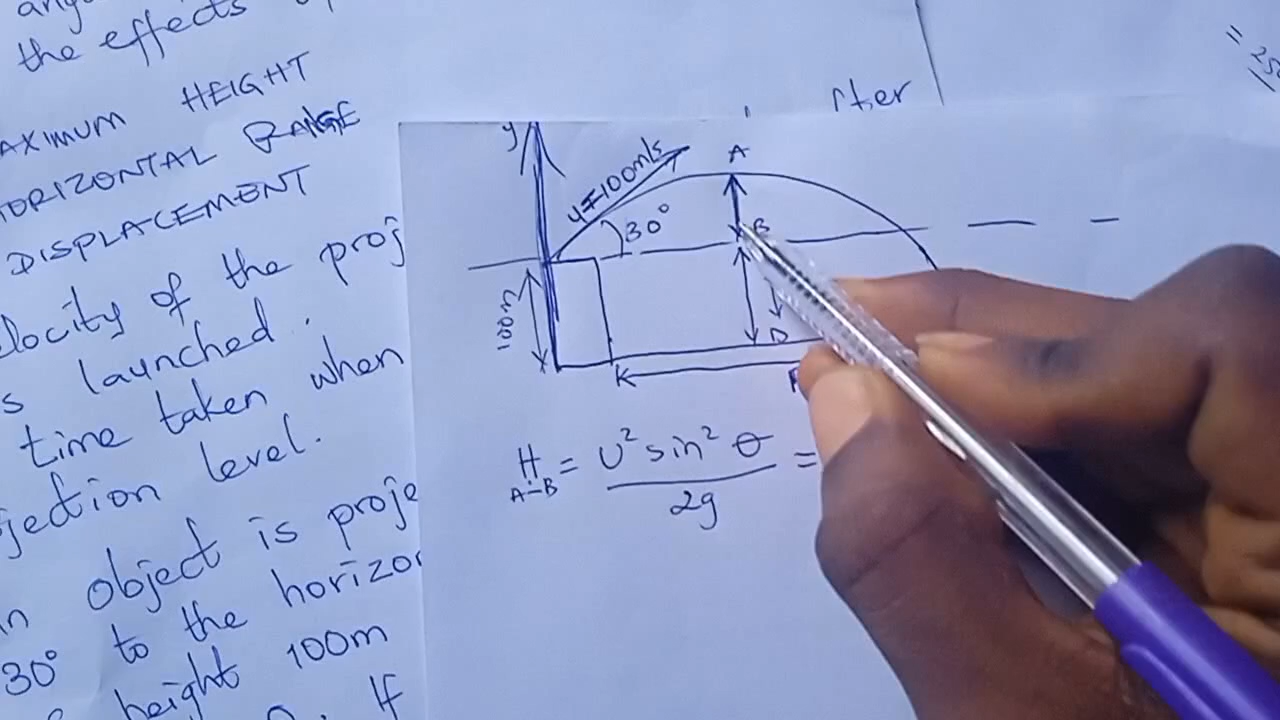 the effects
MAXIMUM HEIGHT
HORIZONTAL RANGE
DISPLACEMENT
velocity of the proj
s launched.
time taken when
jection level.
n object is proje
30° to the horizon
height 100m
If
rter
y
u=100m/s
A
30°
B
100m
D
K
H = U² sin² θ =
A-B
2g